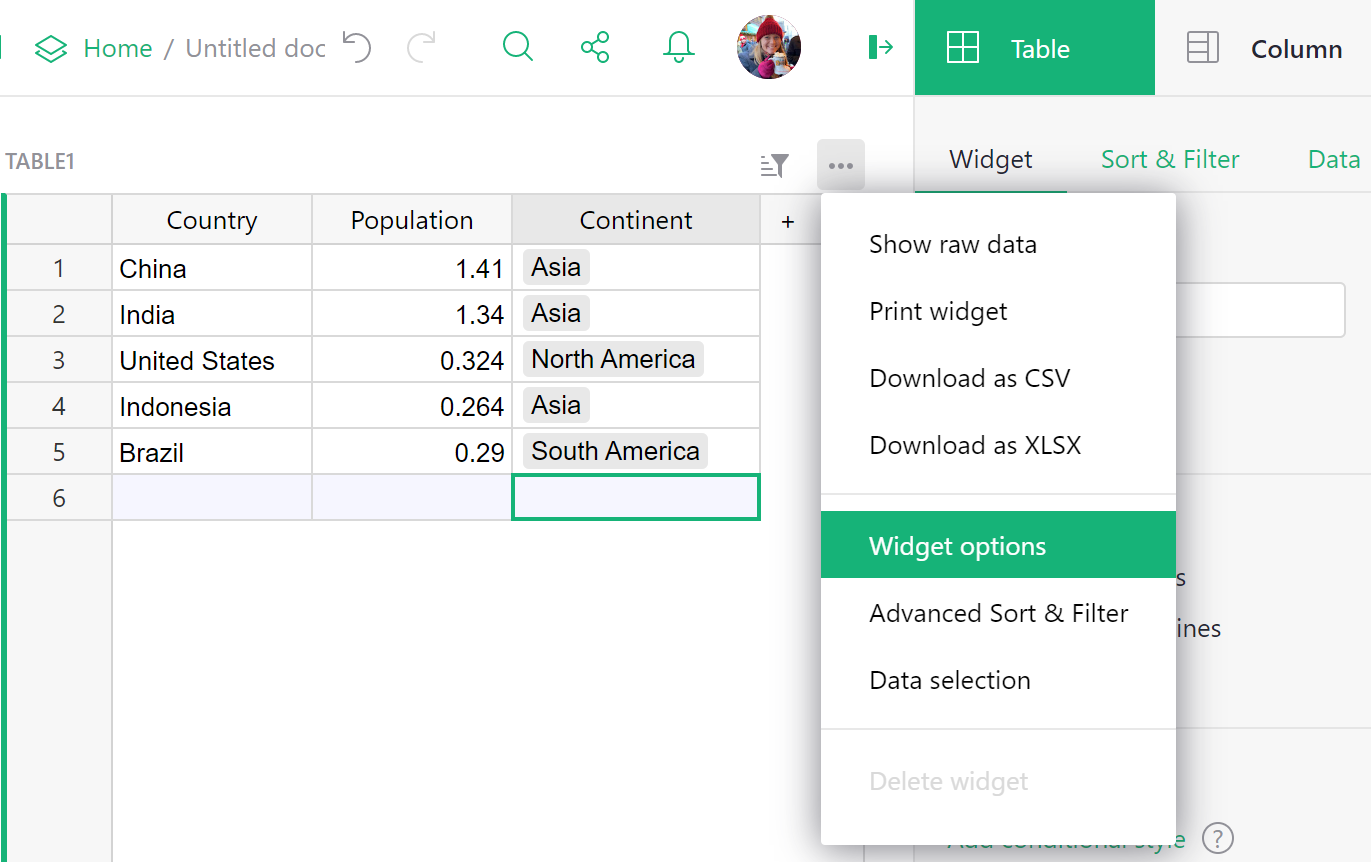 Home / Untitled doc
Table
Column
TABLE1
Widget
Sort & Filter
Data
Country Population Continent +
1 China 1.41 Asia
2 India 1.34 Asia
3 United States 0.324 North America
4 Indonesia 0.264 Asia
5 Brazil 0.29 South America
6
Show raw data
Print widget
Download as CSV
Download as XLSX
Widget options
Advanced Sort & Filter
Data selection
Delete widget
?